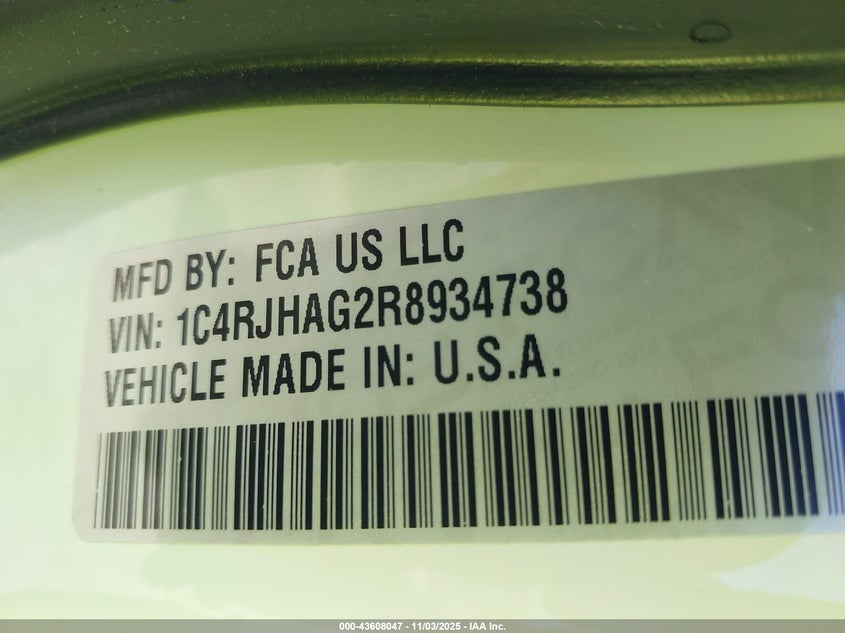 MFD BY: FCA US LLC
VIN: 1C4RJHAG2R8934738
VEHICLE MADE IN: U.S.A.
000-43608047 - 11/03/2025 - IAA Inc.